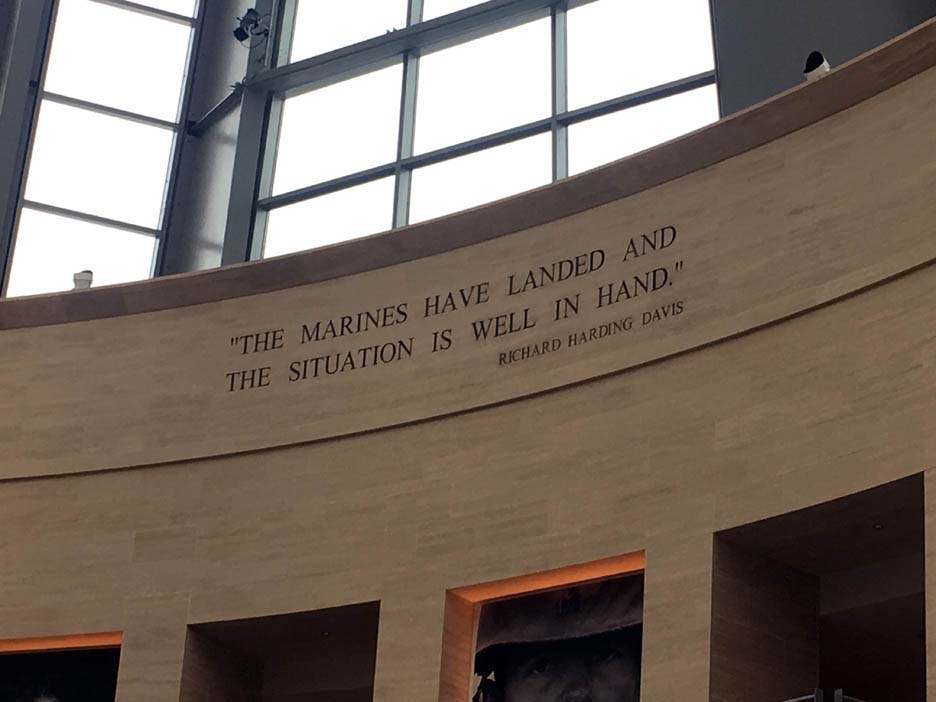 "THE MARINES HAVE LANDED AND
THE SITUATION IS WELL IN HAND."
RICHARD HARDING DAVIS